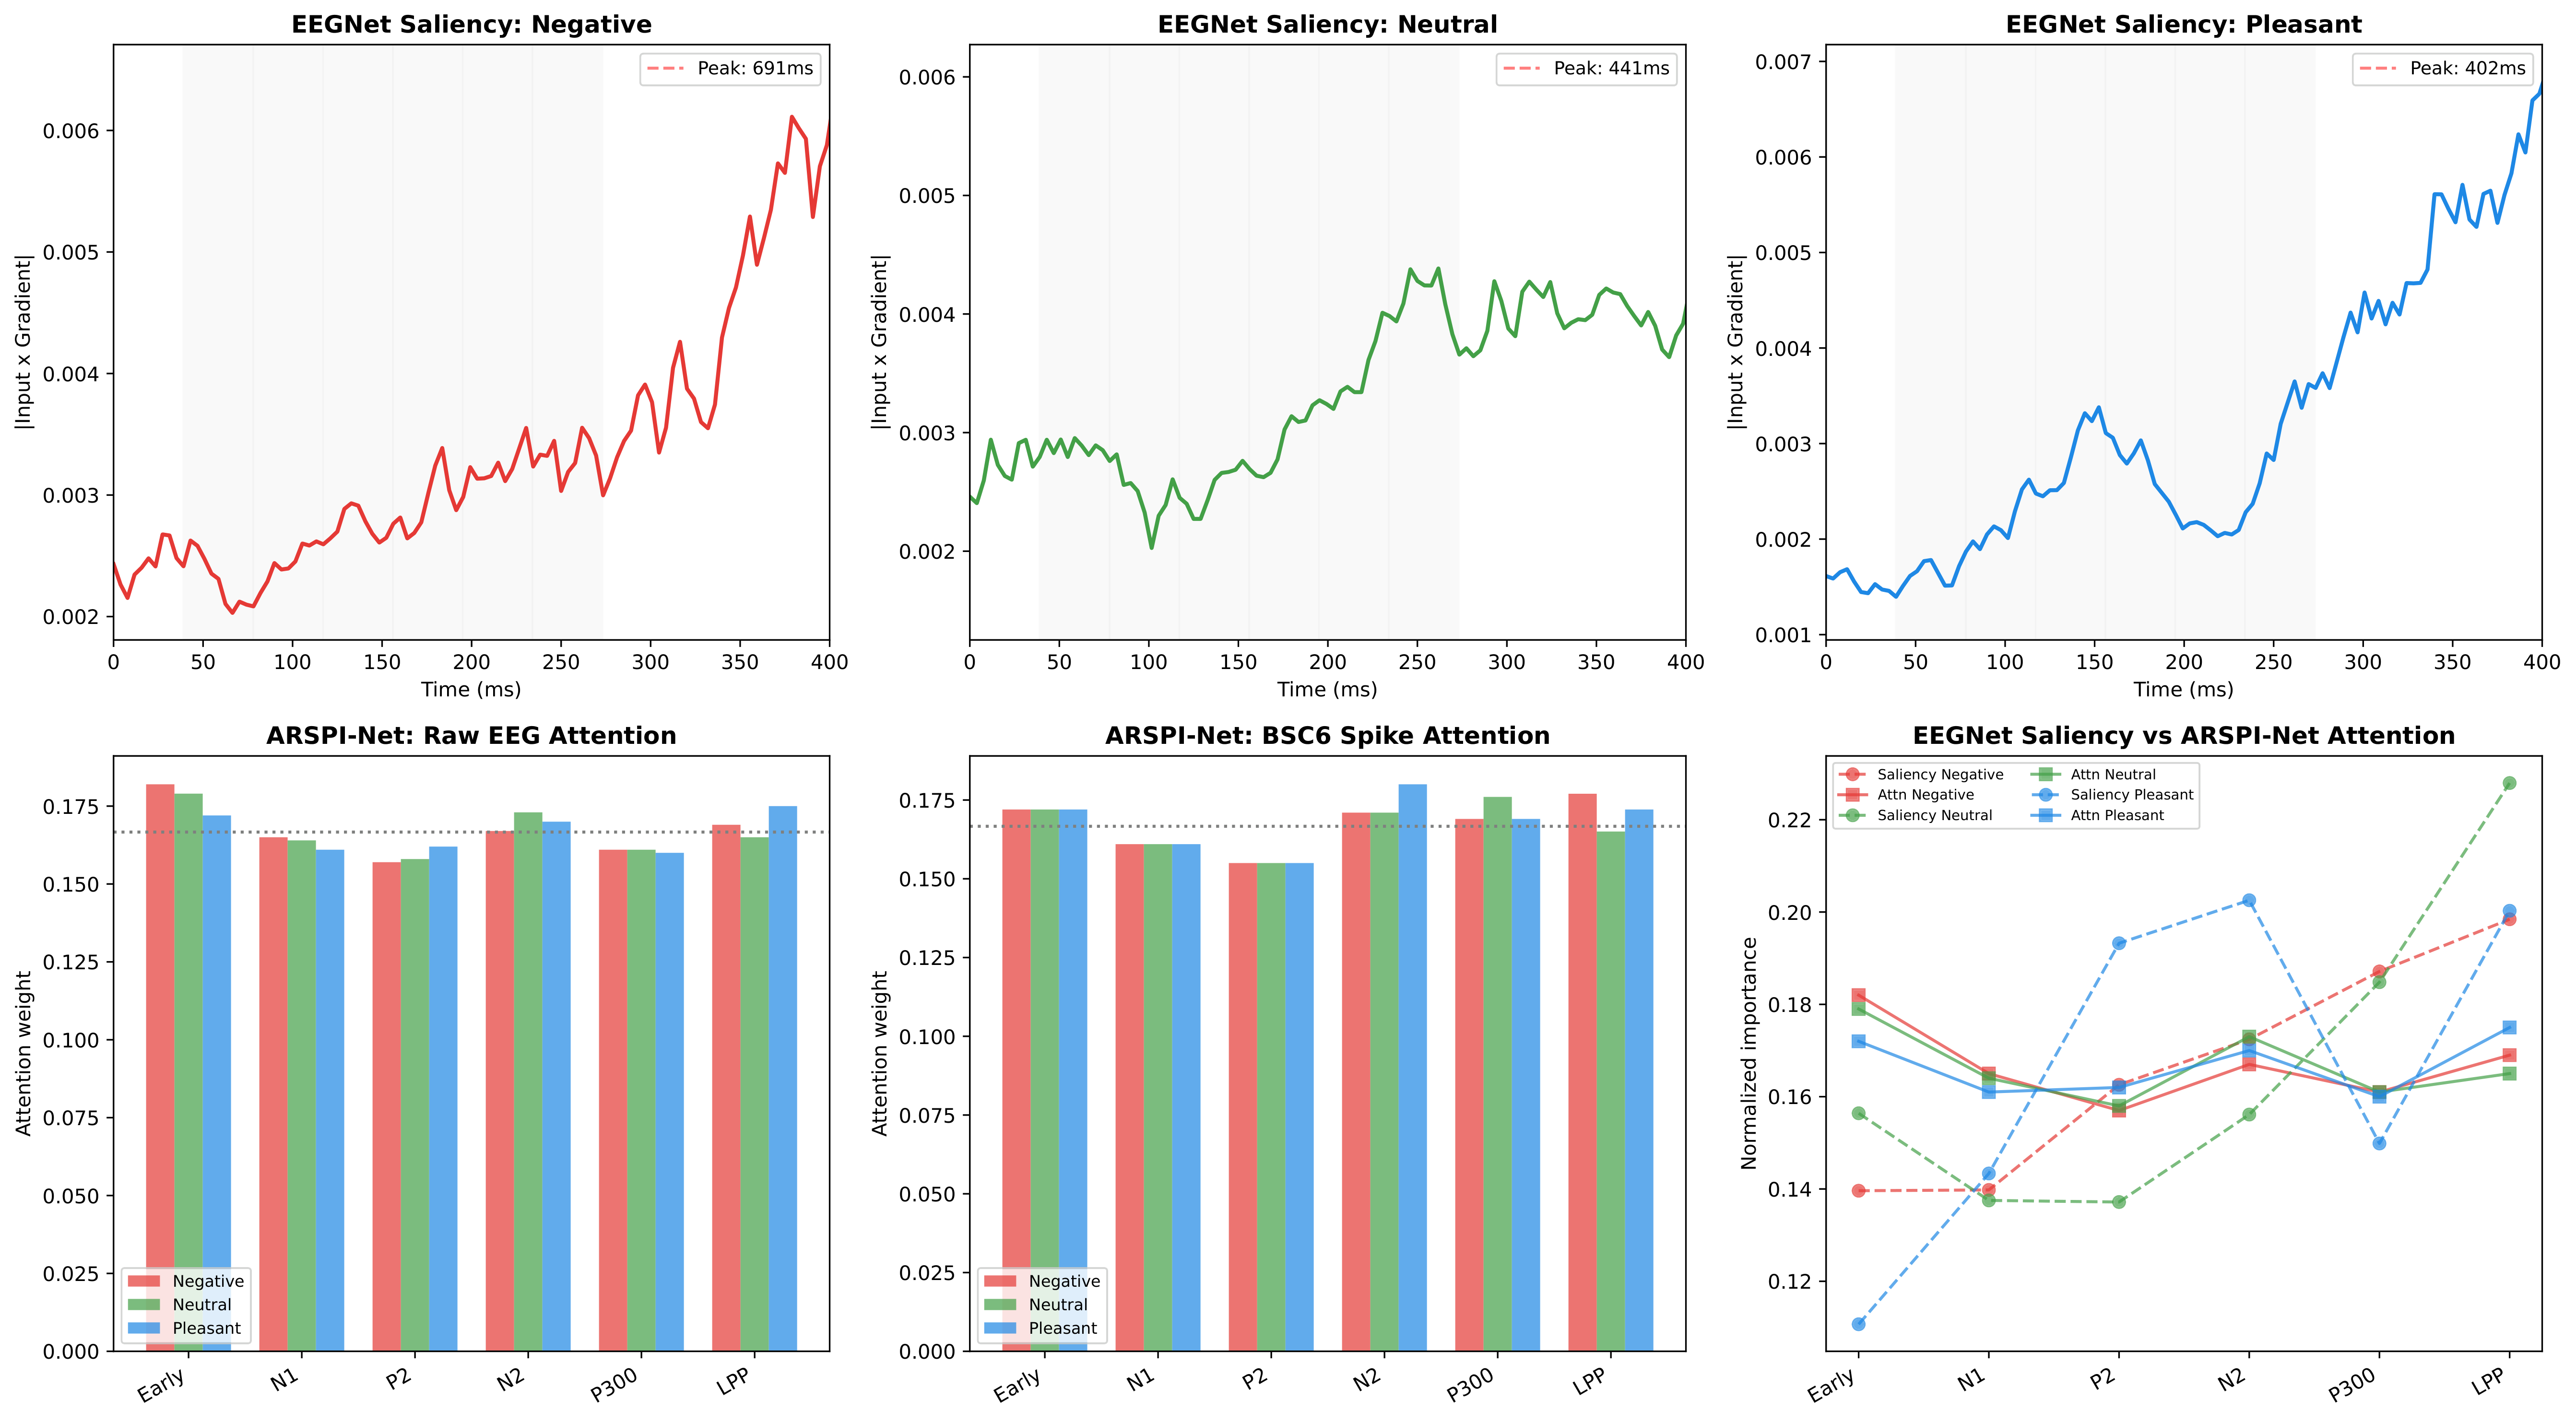 EEGNet Saliency: Negative
Peak: 691ms
|Input x Gradient|
0.006
0.005
0.004
0.003
0.002
0 50 100 150 200 250 300 350 400
Time (ms)
EEGNet Saliency: Neutral
Peak: 441ms
|Input x Gradient|
0.006
0.005
0.004
0.003
0.002
0 50 100 150 200 250 300 350 400
Time (ms)
EEGNet Saliency: Pleasant
Peak: 402ms
|Input x Gradient|
0.007
0.006
0.005
0.004
0.003
0.002
0.001
0 50 100 150 200 250 300 350 400
Time (ms)
ARSPI-Net: Raw EEG Attention
Attention weight
0.175
0.150
0.125
0.100
0.075
0.050
0.025
0.000
Negative
Neutral
Pleasant
Early N1 P2 N2 P300 LPP
ARSPI-Net: BSC6 Spike Attention
Attention weight
0.175
0.150
0.125
0.100
0.075
0.050
0.025
0.000
Negative
Neutral
Pleasant
Early N1 P2 N2 P300 LPP
EEGNet Saliency vs ARSPI-Net Attention
Saliency Negative
Attn Negative
Saliency Neutral
Attn Neutral
Saliency Pleasant
Attn Pleasant
Normalized importance
0.22
0.20
0.18
0.16
0.14
0.12
Early N1 P2 N2 P300 LPP